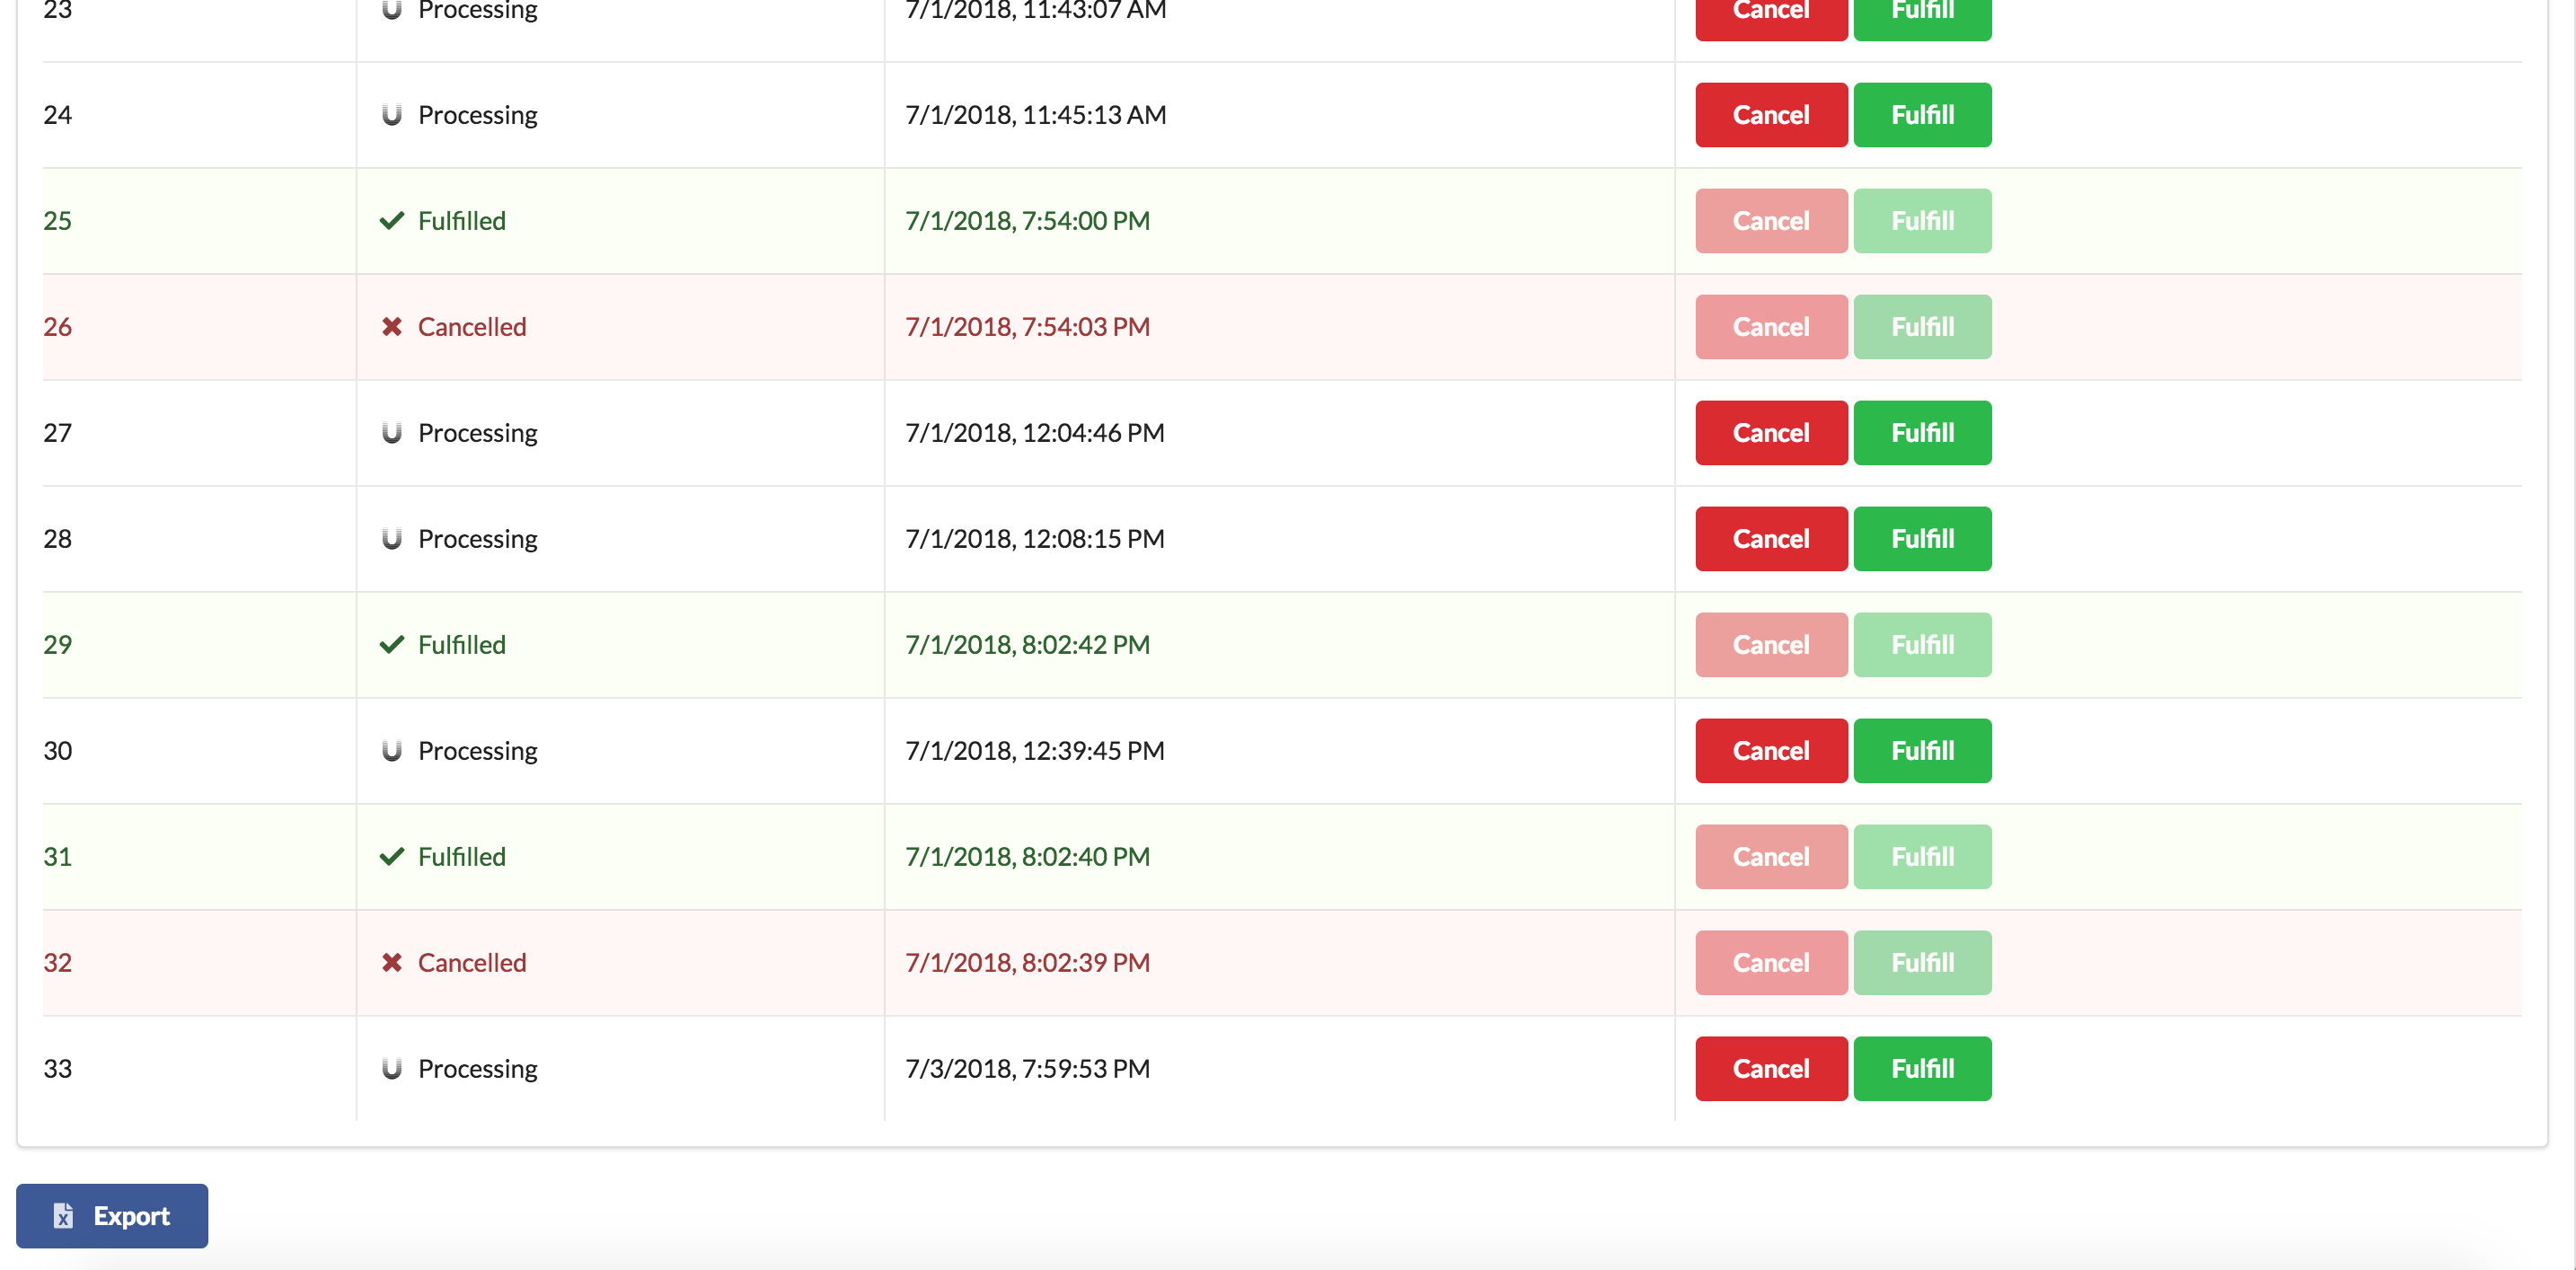 23 Processing 7/1/2018, 11:43:07 AM Cancel Fulfill
24 Processing 7/1/2018, 11:45:13 AM Cancel Fulfill
25 Fulfilled 7/1/2018, 7:54:00 PM Cancel Fulfill
26 Cancelled 7/1/2018, 7:54:03 PM Cancel Fulfill
27 Processing 7/1/2018, 12:04:46 PM Cancel Fulfill
28 Processing 7/1/2018, 12:08:15 PM Cancel Fulfill
29 Fulfilled 7/1/2018, 8:02:42 PM Cancel Fulfill
30 Processing 7/1/2018, 12:39:45 PM Cancel Fulfill
31 Fulfilled 7/1/2018, 8:02:40 PM Cancel Fulfill
32 Cancelled 7/1/2018, 8:02:39 PM Cancel Fulfill
33 Processing 7/3/2018, 7:59:53 PM Cancel Fulfill
Export